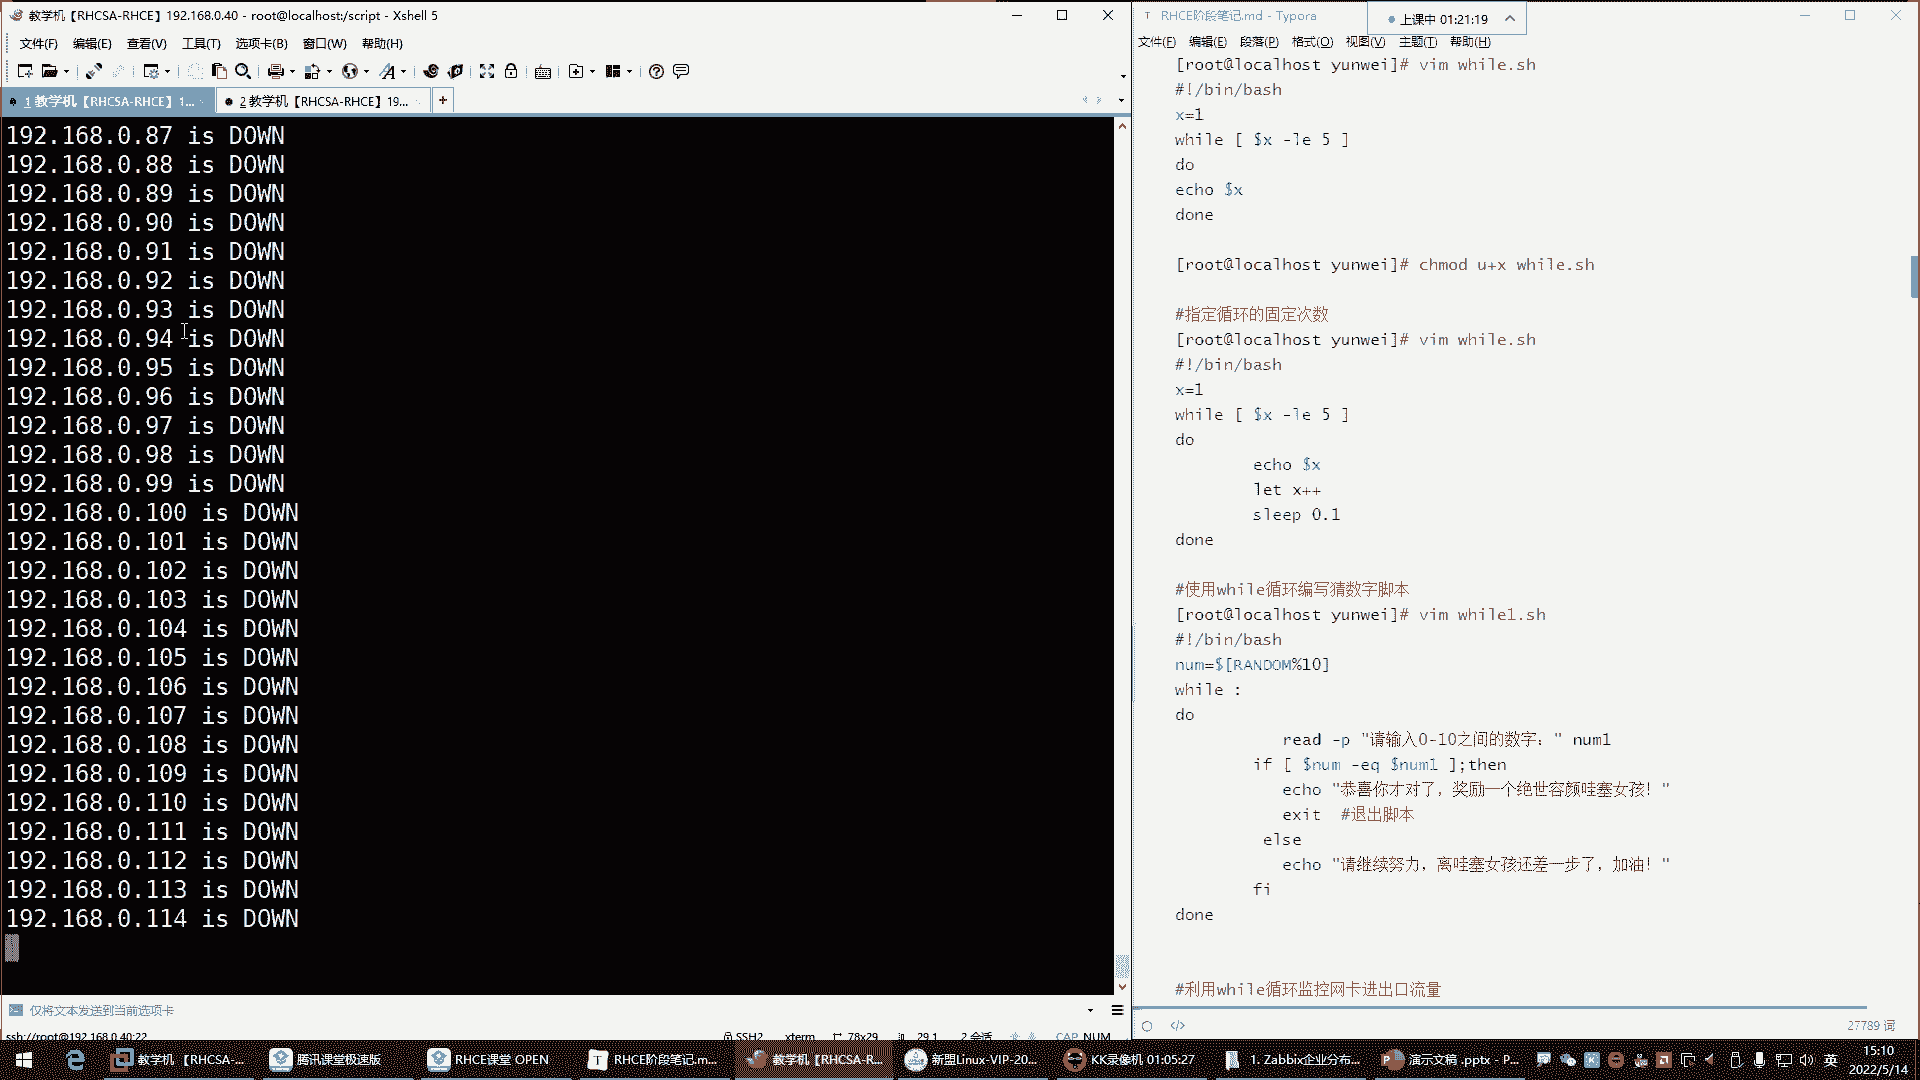 教学机【RHCSA-RHCE】192.168.0.40 - root@localhost:/script - Xshell 5
文件(F) 编辑(E) 查看(V) 工具(T) 选项卡(B) 窗口(W) 帮助(H)
1 教学机【RHCSA-RHCE】1... 2 教学机【RHCSA-RHCE】19... +
192.168.0.87 is DOWN
192.168.0.88 is DOWN
192.168.0.89 is DOWN
192.168.0.90 is DOWN
192.168.0.91 is DOWN
192.168.0.92 is DOWN
192.168.0.93 is DOWN
192.168.0.94 is DOWN
192.168.0.95 is DOWN
192.168.0.96 is DOWN
192.168.0.97 is DOWN
192.168.0.98 is DOWN
192.168.0.99 is DOWN
192.168.0.100 is DOWN
192.168.0.101 is DOWN
192.168.0.102 is DOWN
192.168.0.103 is DOWN
192.168.0.104 is DOWN
192.168.0.105 is DOWN
192.168.0.106 is DOWN
192.168.0.107 is DOWN
192.168.0.108 is DOWN
192.168.0.109 is DOWN
192.168.0.110 is DOWN
192.168.0.111 is DOWN
192.168.0.112 is DOWN
192.168.0.113 is DOWN
192.168.0.114 is DOWN
仅将文本发送到当前选项卡
ssh://root@192.168.0.40:22 SSH2 xterm 78x29 29,1 2 会话 CAP NUM
RHCE阶段笔记.md - Typora
上课中 01:21:19
文件(F) 编辑(E) 段落(P) 格式(O) 视图(V) 主题(T) 帮助(H)
[root@localhost yunwei]# vim while.sh
#!/bin/bash
x=1
while [ $x -le 5 ]
do
echo $x
done
[root@localhost yunwei]# chmod u+x while.sh
#指定循环的固定次数
[root@localhost yunwei]# vim while.sh
#!/bin/bash
x=1
while [ $x -le 5 ]
do
echo $x
let x++
sleep 0.1
done
#使用while循环编写猜数字脚本
[root@localhost yunwei]# vim while1.sh
#!/bin/bash
num=$[RANDOM%10]
while :
do
read -p "请输入0-10之间的数字：" num1
if [ $num -eq $num1 ];then
echo "恭喜你才对了，奖励一个绝世容颜哇塞女孩！"
exit #退出脚本
else
echo "请继续努力，离哇塞女孩还差一步了，加油！"
fi
done
#利用while循环监控网卡进出口流量
27789 词
教学机【RHCSA-... 腾讯课堂极速版 RHCE课堂 OPEN RHCE阶段笔记.m... 教学机【RHCSA-R... 新盟Linux-VIP-20... KK录像机 01:05:27 1. Zabbix企业分布... 演示文稿 .pptx - P... 英 15:10
2022/5/14